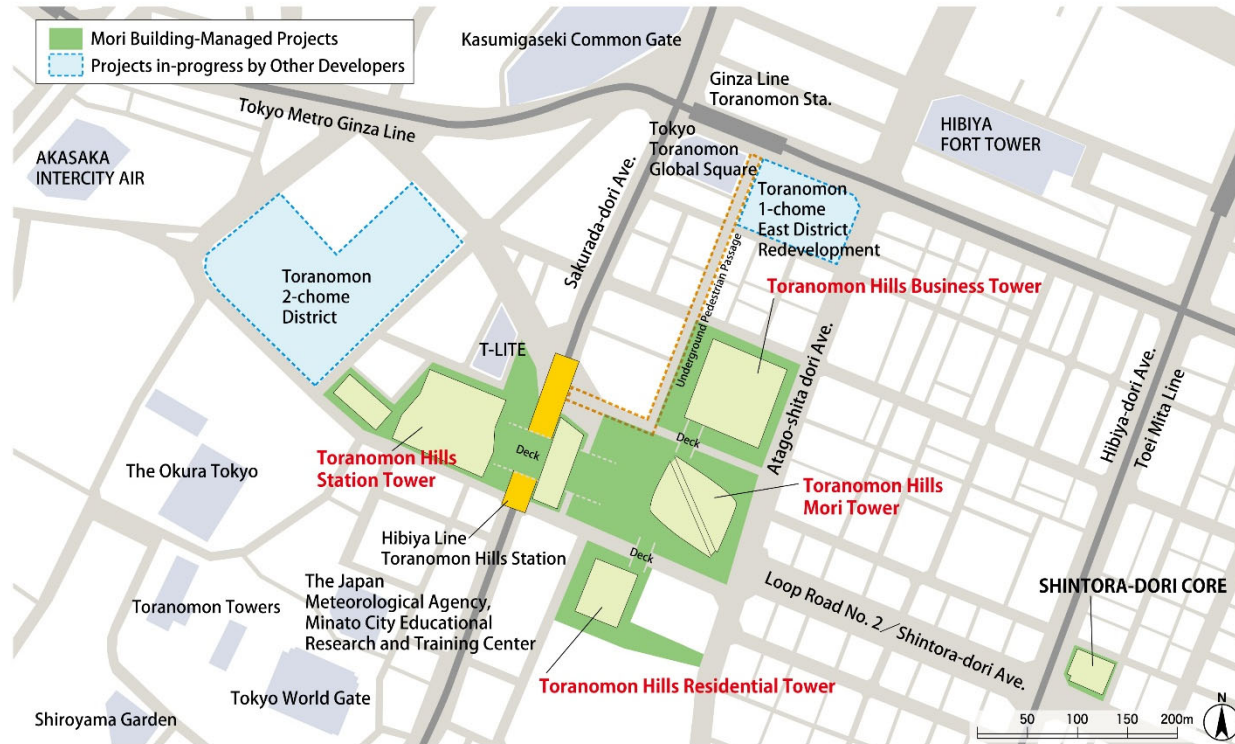 Mori Building-Managed Projects
Projects in-progress by Other Developers
Kasumigaseki Common Gate
Ginza Line
Toranomon Sta.
Tokyo Metro Ginza Line
AKASAKA
INTERCITY AIR
Tokyo
Toranomon
Global Square
HIBIYA
FORT TOWER
Sakurada-dori Ave.
Toranomon
1-chome
East District
Redevelopment
Toranomon
2-chome
District
Underground Pedestrian Passage
Toranomon Hills Business Tower
T-LITE
Atago-shita dori Ave.
Hibiya-dori Ave.
Toei Mita Line
Deck
Deck
The Okura Tokyo
Toranomon Hills
Station Tower
Toranomon Hills
Mori Tower
Hibiya Line
Toranomon Hills Station
Deck
Toranomon Towers
The Japan
Meteorological Agency,
Minato City Educational
Research and Training Center
Loop Road No. 2／Shintora-dori Ave.
SHINTORA-DORI CORE
Toranomon Hills Residential Tower
Tokyo World Gate
Shiroyama Garden
N
50 100 150 200m